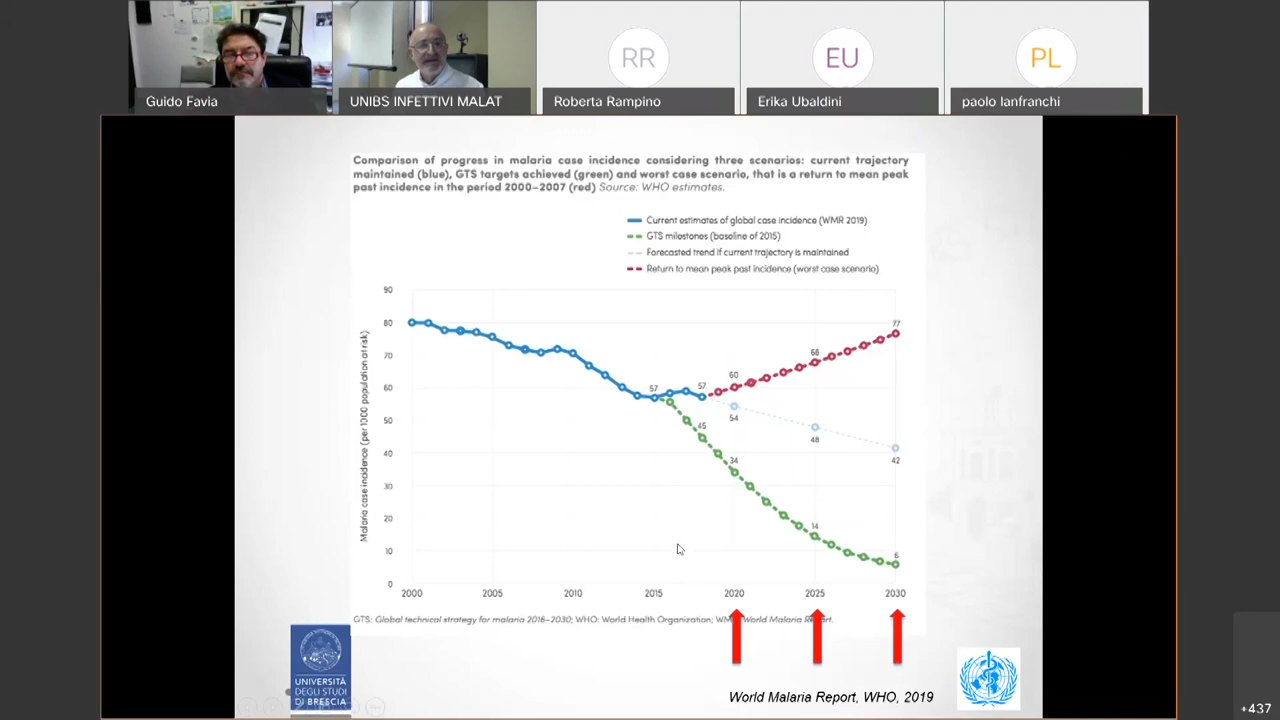 RR
EU
PL
Guido Favia
UNIBS INFETTIVI MALAT
Roberta Rampino
Erika Ubaldini
paolo lanfranchi
Comparison of progress in malaria case incidence considering three scenarios: current trajectory
maintained (blue), GTS targets achieved (green) and worst case scenario, that is a return to mean peak
past incidence in the period 2000–2007 (red) Source: WHO estimates.
Current estimates of global case incidence (WMR 2019)
GTS milestones (baseline of 2015)
Forecasted trend if current trajectory is maintained
Return to mean peak past incidence (worst case scenario)
Malaria case incidence (per 1000 population at risk)
90
80
70
60
50
40
30
20
10
0
57
57
60
68
77
54
48
42
45
34
14
6
2000
2005
2010
2015
2020
2025
2030
GTS: Global technical strategy for malaria 2016–2030; WHO: World Health Organization; World Malaria
UNIVERSITÀ
DEGLI STUDI
DI BRESCIA
World Malaria Report, WHO, 2019
+437